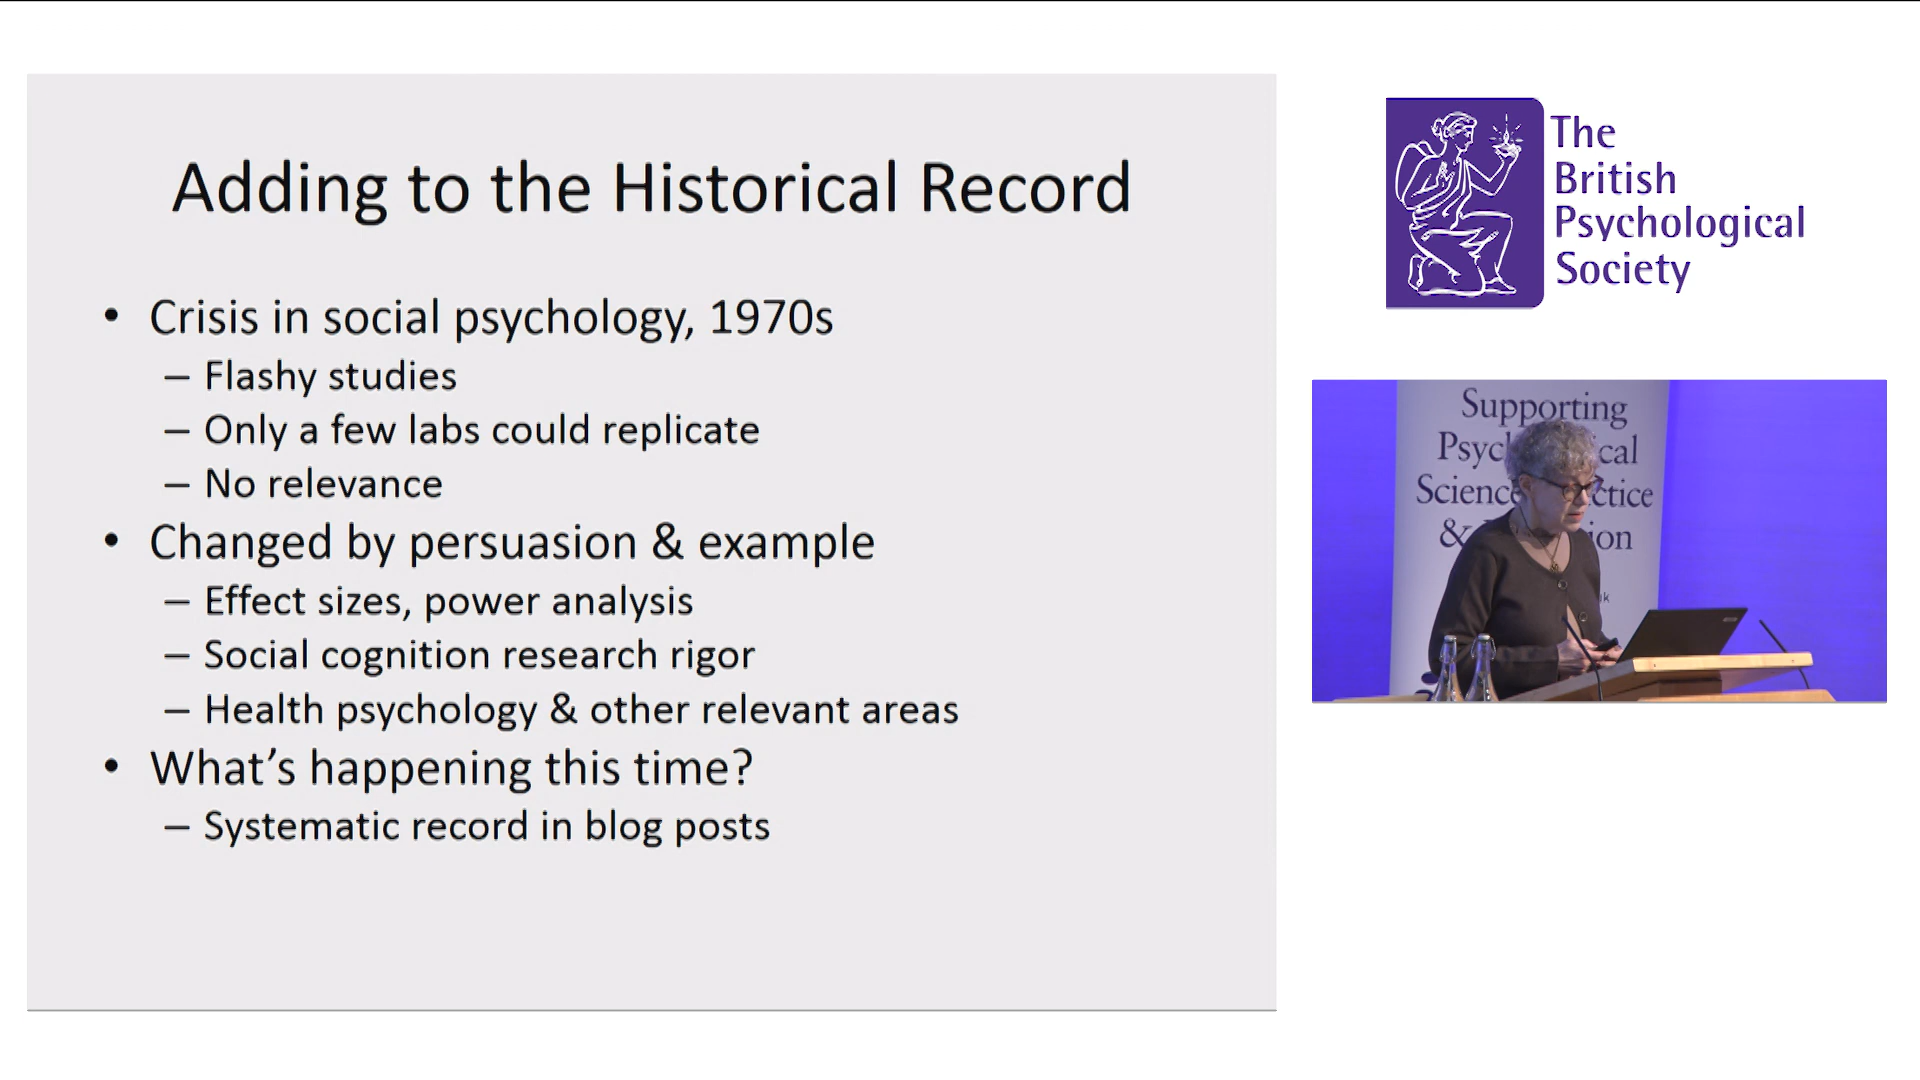 Adding to the Historical Record
• Crisis in social psychology, 1970s
– Flashy studies
– Only a few labs could replicate
– No relevance
• Changed by persuasion & example
– Effect sizes, power analysis
– Social cognition research rigor
– Health psychology & other relevant areas
• What’s happening this time?
– Systematic record in blog posts
The
British
Psychological
Society
Supporting
Science
&